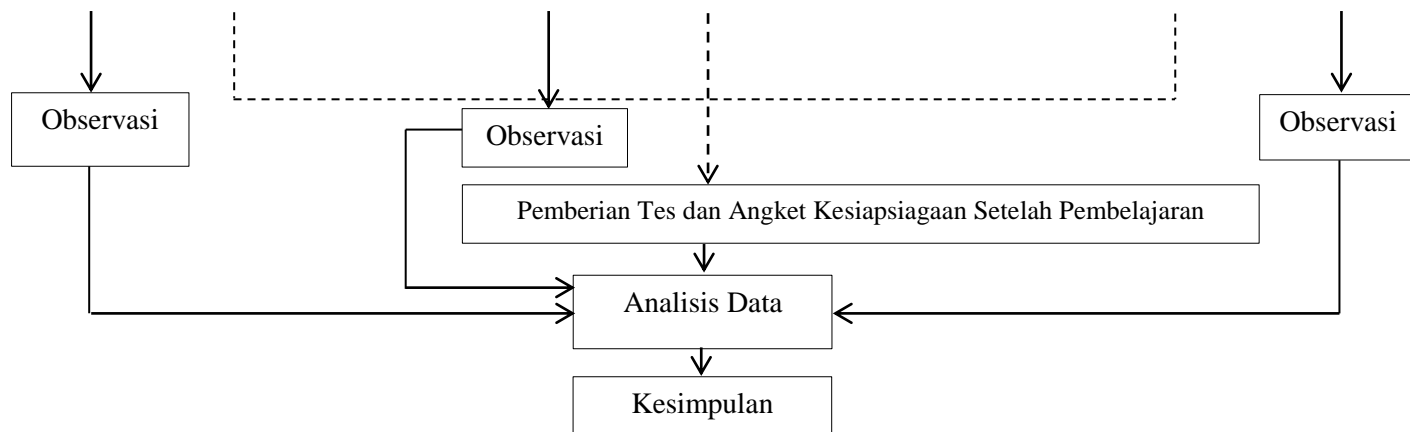 Observasi
Observasi
Observasi
Pemberian Tes dan Angket Kesiapsiagaan Setelah Pembelajaran
Analisis Data
Kesimpulan